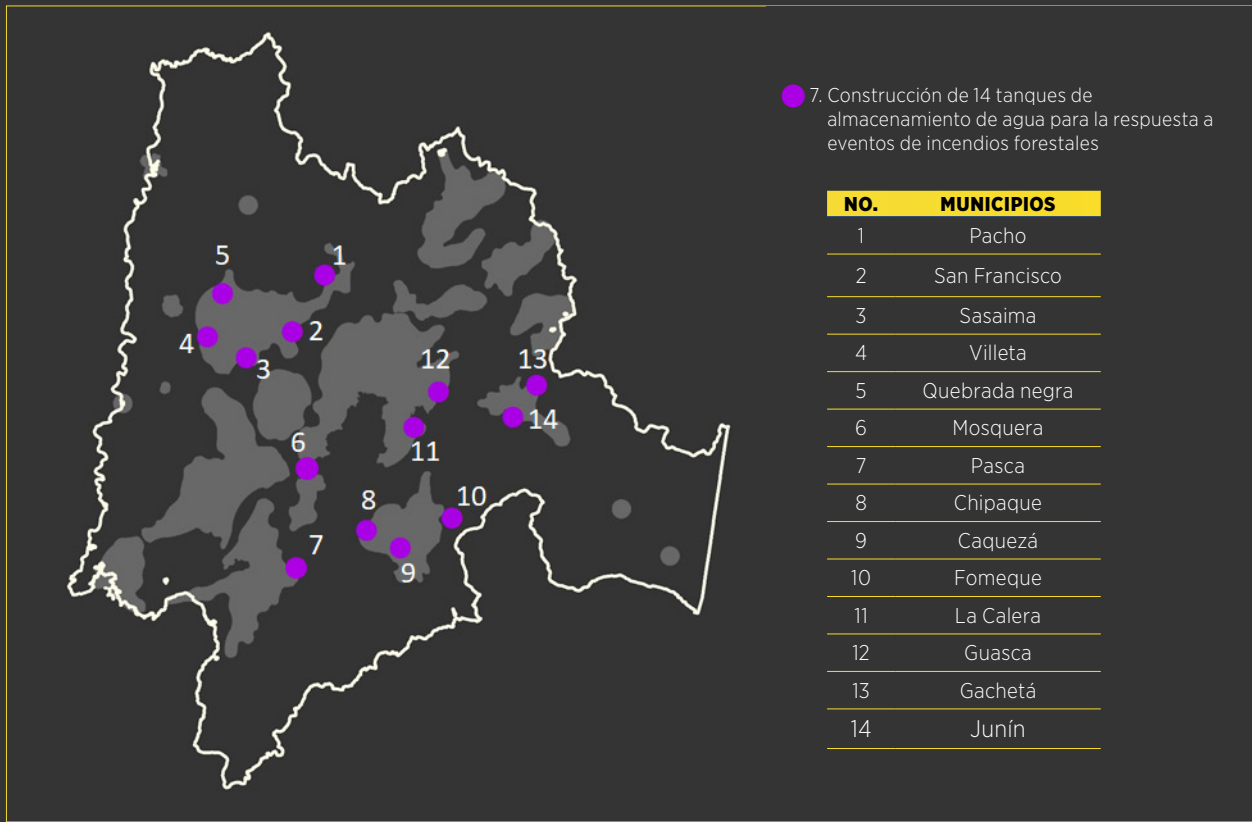 5
1
4
2
3
12
13
14
6
11
8
10
7
9
7. Construcción de 14 tanques de
almacenamiento de agua para la respuesta a
eventos de incendios forestales
NO. MUNICIPIOS
1 Pacho
2 San Francisco
3 Sasaima
4 Villeta
5 Quebrada negra
6 Mosquera
7 Pasca
8 Chipaque
9 Caquezá
10 Fomeque
11 La Calera
12 Guasca
13 Gachetá
14 Junín